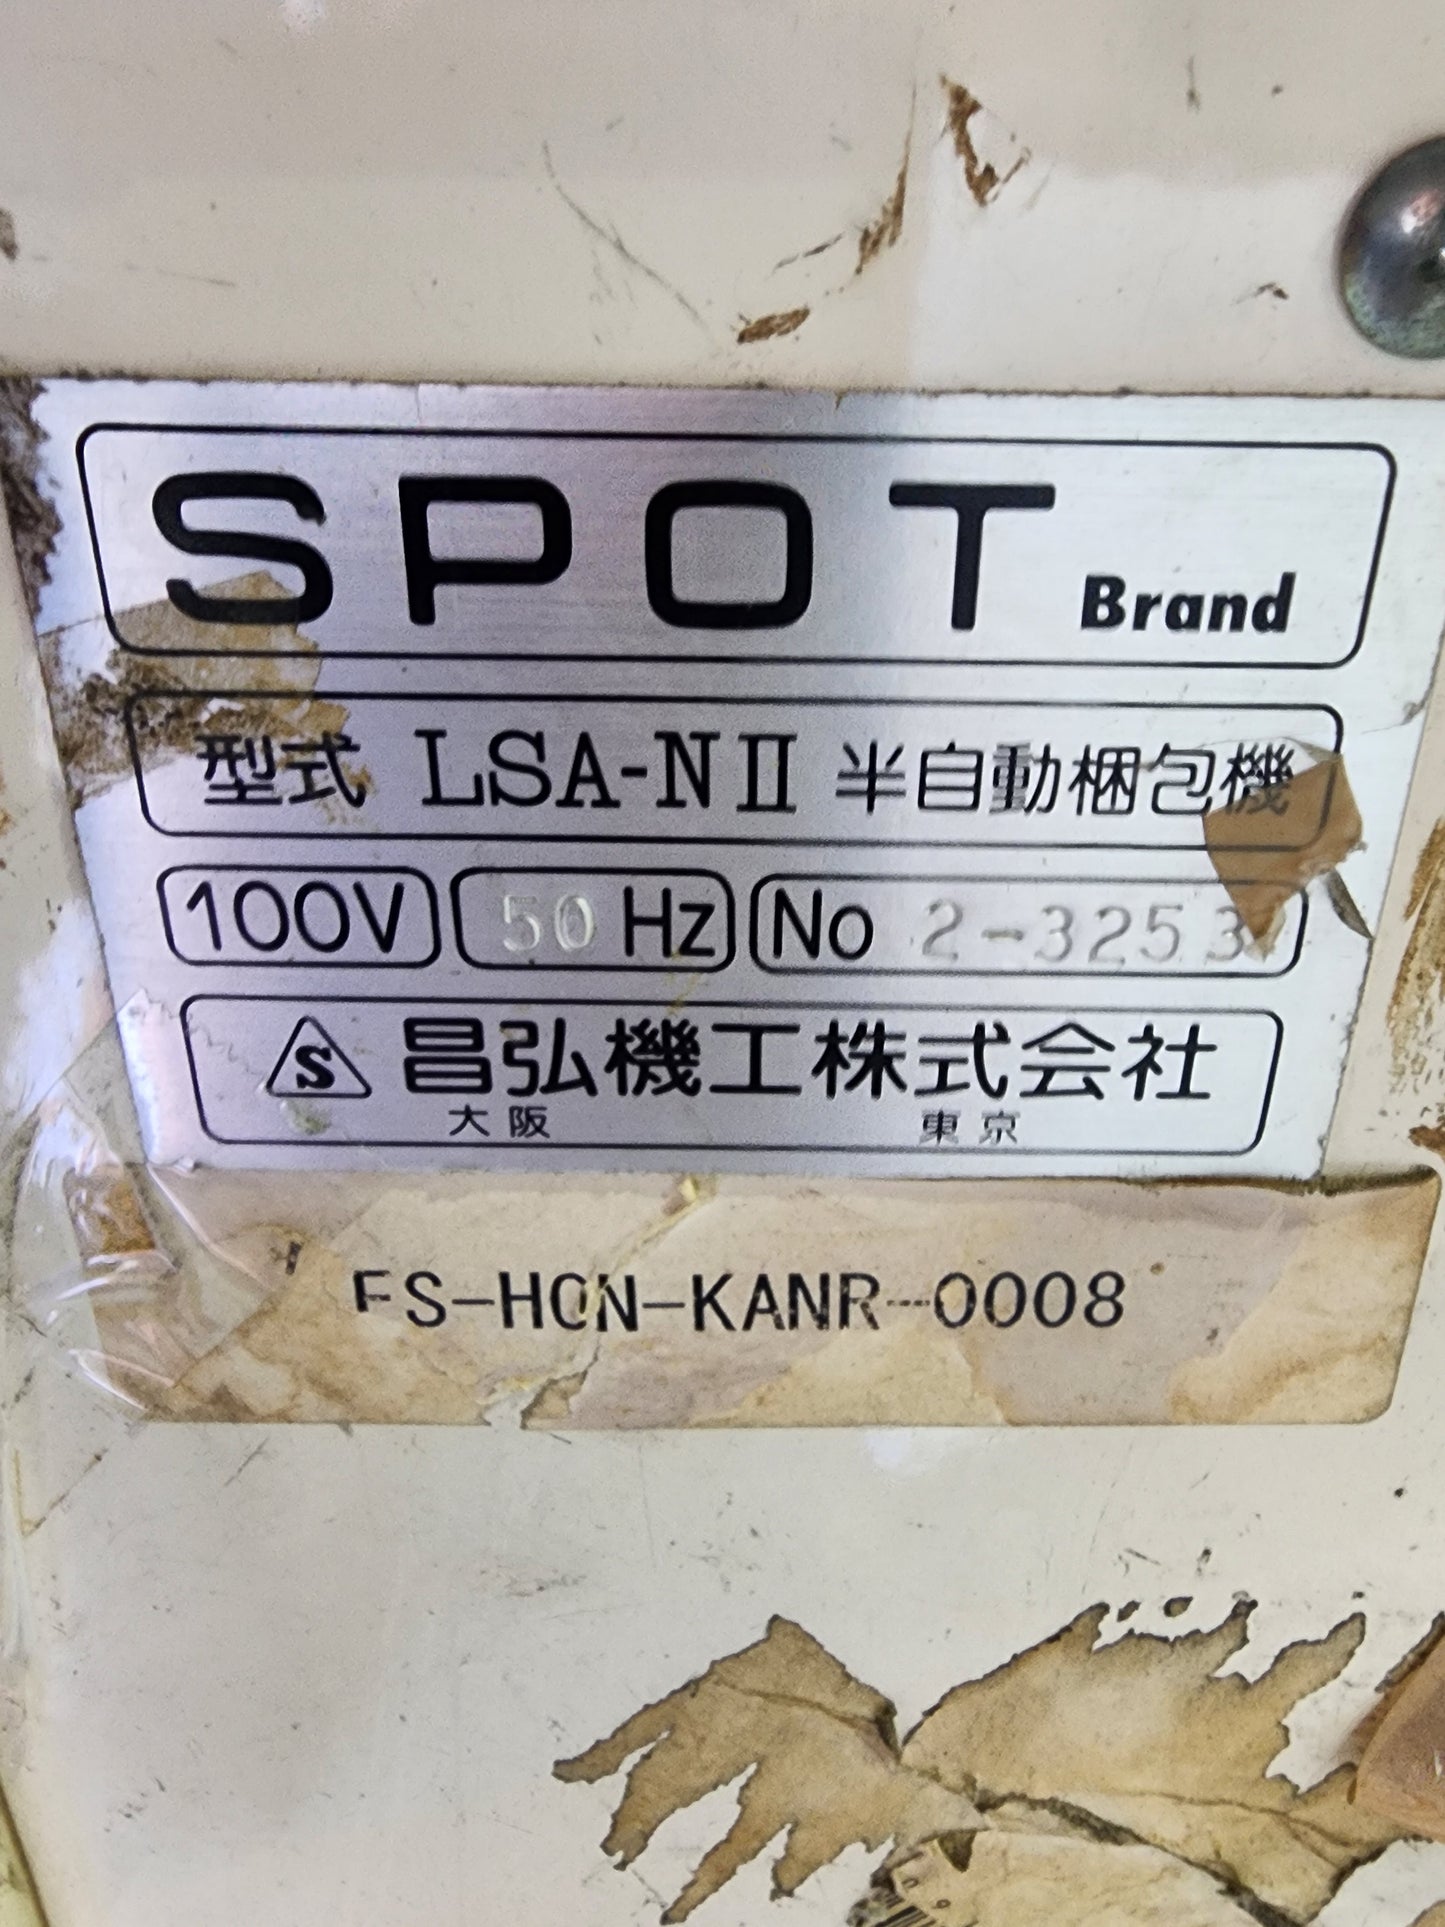 SPOT Brand
型式 LSA-NⅡ 半自動梱包機
100V 50 Hz No 2-3253
S 昌弘機工株式会社
大阪 東京
FS-HON-KANR-0008